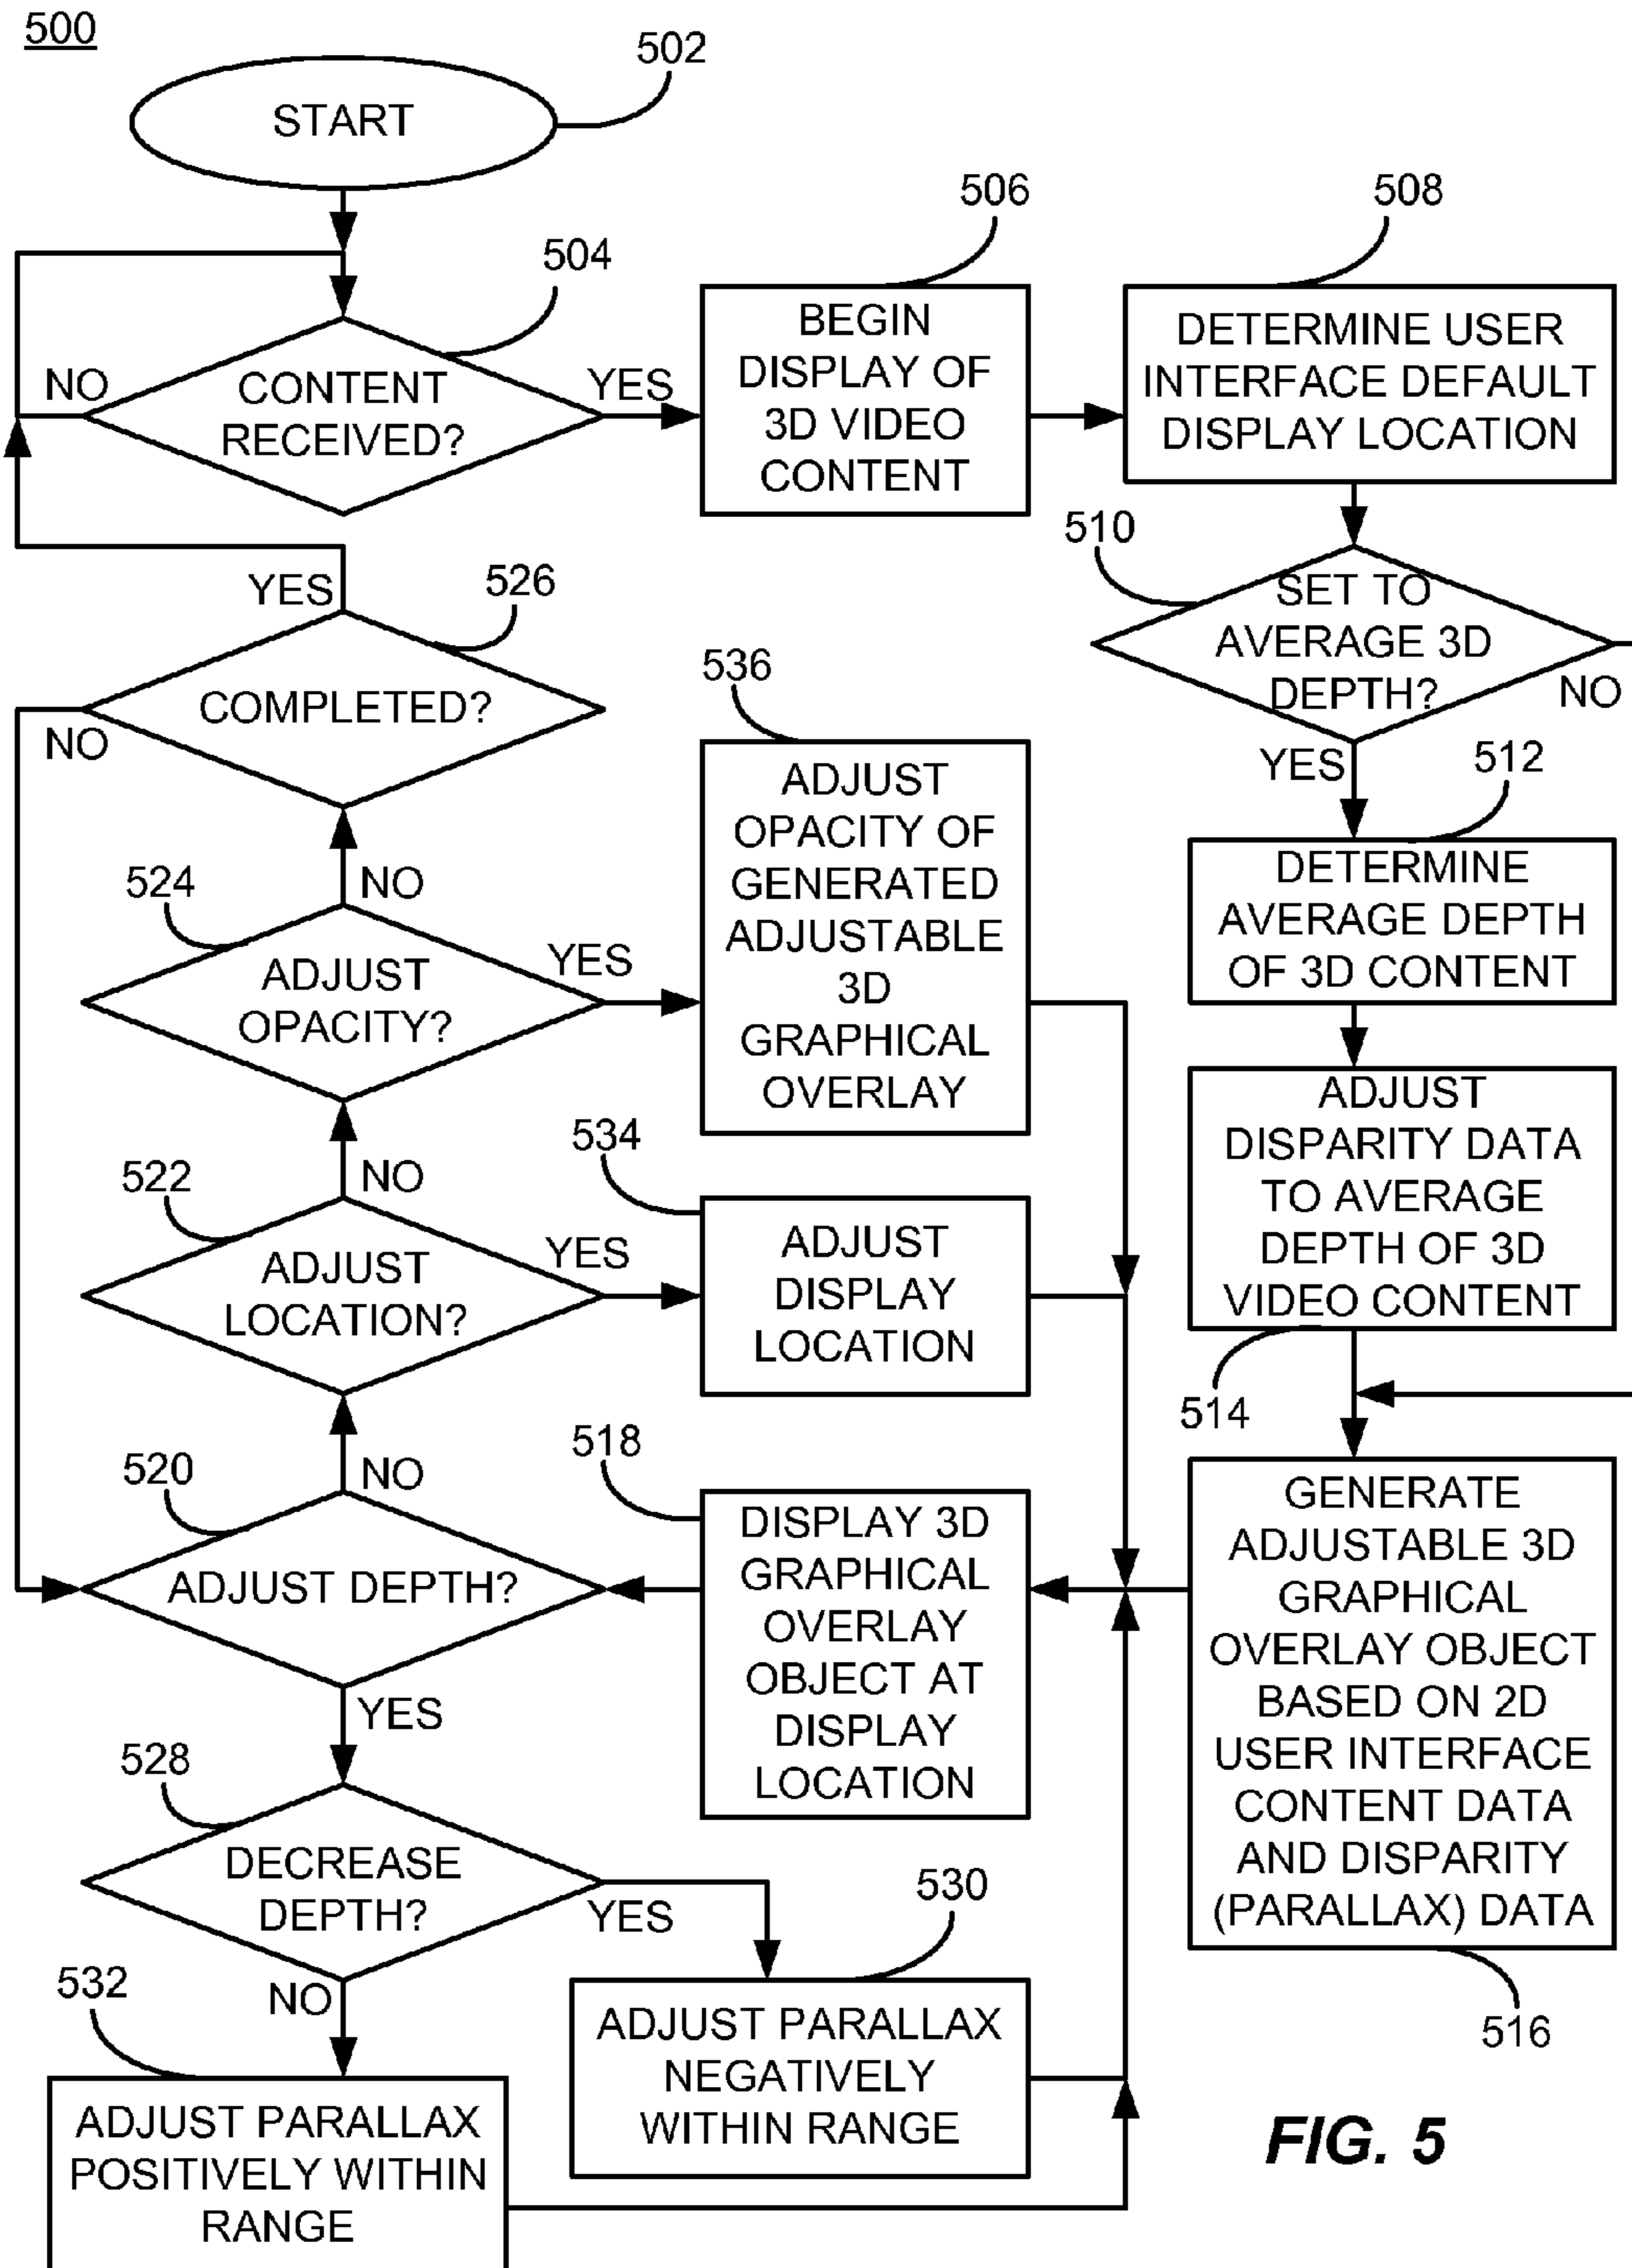 500
502
START
506
508
504
BEGIN
DISPLAY OF
3D VIDEO
CONTENT
DETERMINE USER
INTERFACE DEFAULT
DISPLAY LOCATION
NO
CONTENT
RECEIVED?
YES
510
SET TO
AVERAGE 3D
DEPTH?
NO
YES
YES
526
COMPLETED?
NO
536
ADJUST
OPACITY OF
GENERATED
ADJUSTABLE
3D
GRAPHICAL
OVERLAY
512
DETERMINE
AVERAGE DEPTH
OF 3D CONTENT
524
NO
ADJUST
OPACITY?
YES
ADJUST
DISPARITY DATA
TO AVERAGE
DEPTH OF 3D
VIDEO CONTENT
514
522
NO
ADJUST
LOCATION?
YES
534
ADJUST
DISPLAY
LOCATION
520
NO
ADJUST DEPTH?
YES
518
DISPLAY 3D
GRAPHICAL
OVERLAY
OBJECT AT
DISPLAY
LOCATION
GENERATE
ADJUSTABLE 3D
GRAPHICAL
OVERLAY OBJECT
BASED ON 2D
USER INTERFACE
CONTENT DATA
AND DISPARITY
(PARALLAX) DATA
516
528
DECREASE
DEPTH?
YES
NO
530
ADJUST PARALLAX
NEGATIVELY
WITHIN RANGE
532
ADJUST PARALLAX
POSITIVELY WITHIN
RANGE
FIG. 5